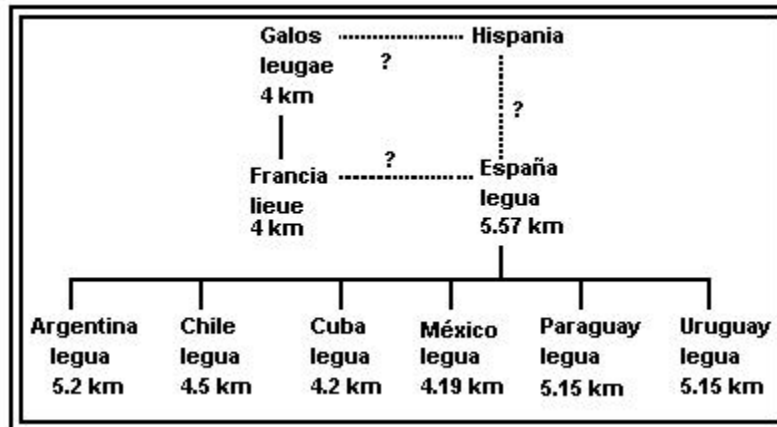 Galos Hispania
?
leugae
4 km
?
Francia ? España
lieue legua
4 km 5.57 km
Argentina Chile Cuba México Paraguay Uruguay
legua legua legua legua legua legua
5.2 km 4.5 km 4.2 km 4.19 km 5.15 km 5.15 km